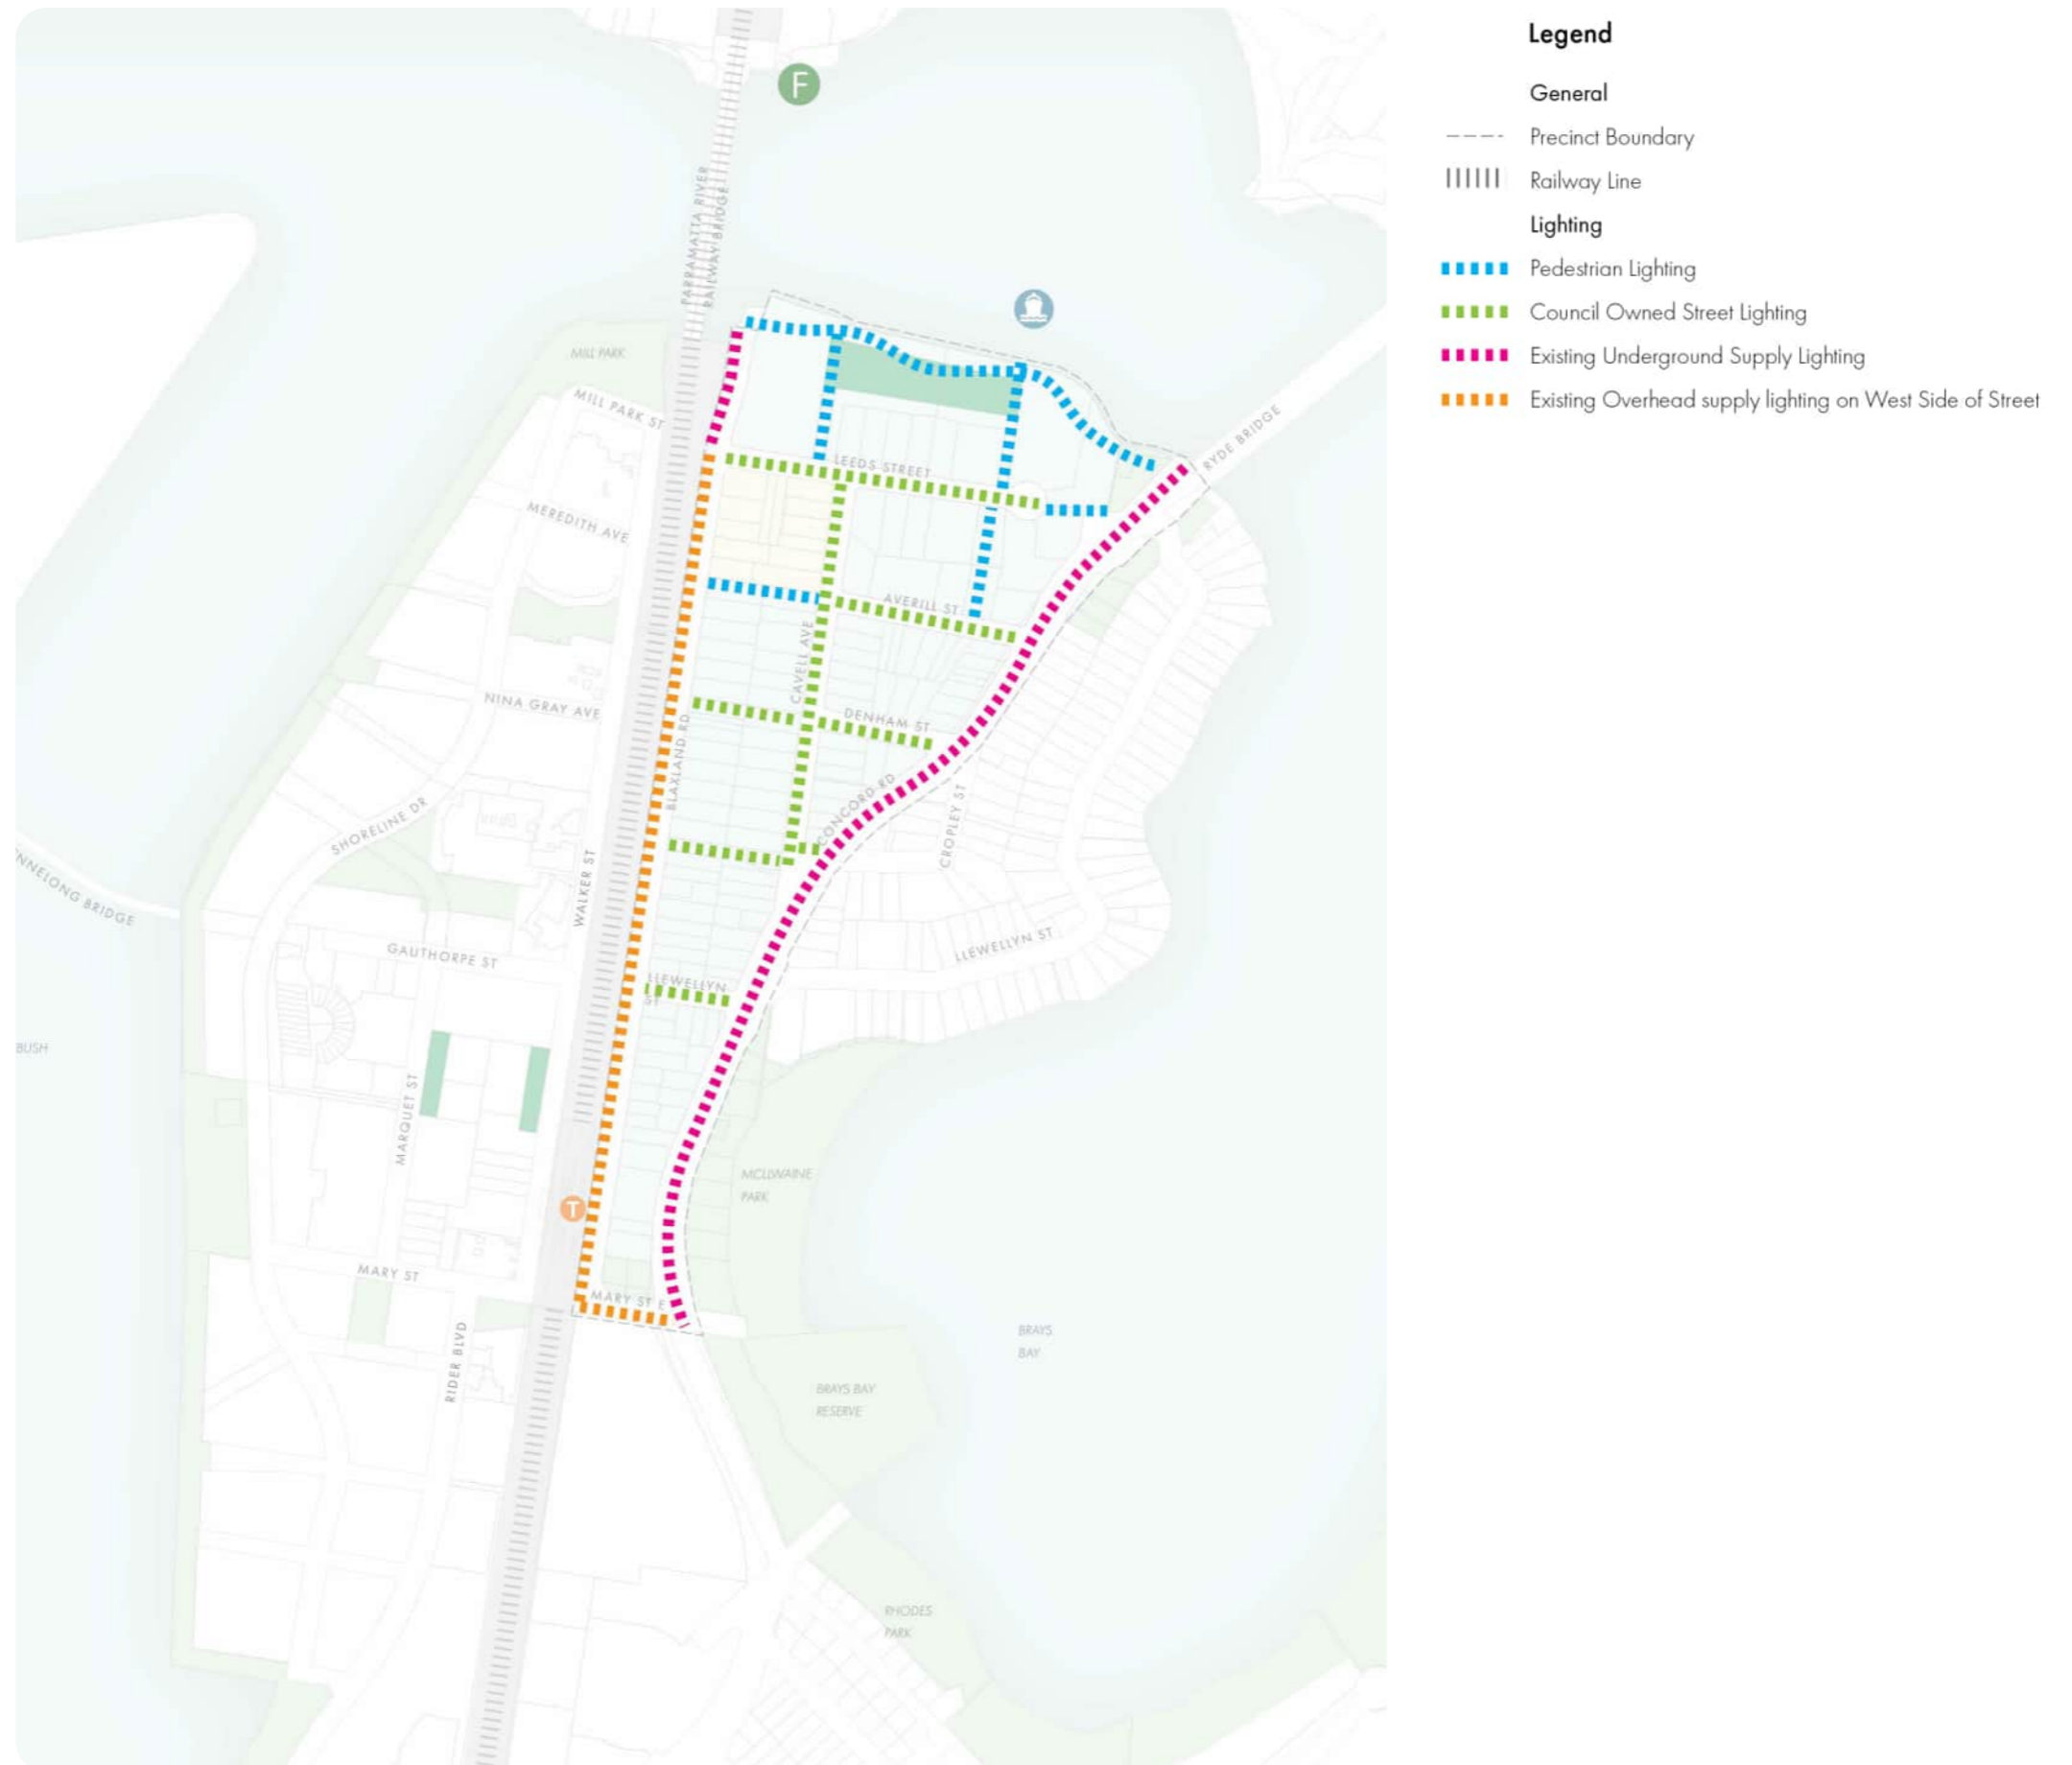 Legend
General
Precinct Boundary
Railway Line
Lighting
Pedestrian Lighting
Council Owned Street Lighting
Existing Underground Supply Lighting
Existing Overhead supply lighting on West Side of Street
F
PARRAMATTA RIVER
RAILWAY BRIDGE
MILL PARK
MILL PARK ST
RYDE BRIDGE
LEEDS STREET
MEREDITH AVE
AVERILL ST
CAVELL AVE
NINA GRAY AVE
DENHAM ST
BLAXLAND RD
CONCORD RD
CROPLEY ST
SHORELINE DR
WALKER ST
NNELONG BRIDGE
GAUTHORPE ST
LLEWELLYN ST
LLEWELLYN
ST
BUSH
MARQUET ST
MCLLWAINE
PARK
T
MARY ST
MARY ST E
RIDER BLVD
BRAYS
BAY
BRAYS BAY
RESERVE
RHODES
PARK